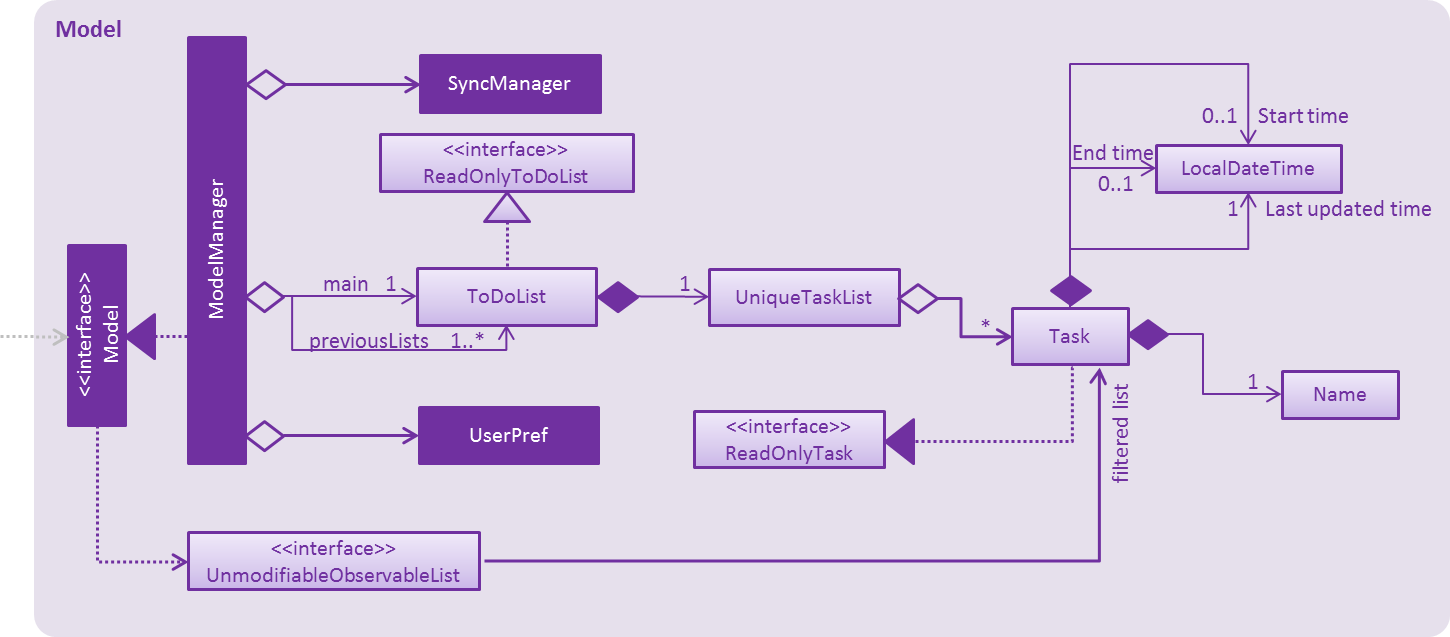 Model
SyncManager
<<interface>>
ReadOnlyToDoList
ModelManager
<<interface>>
Model
main 1
ToDoList
previousLists 1..*
1
UniqueTaskList
*
Task
0..1 Start time
End time
0..1
LocalDateTime
1 Last updated time
1
Name
UserPref
<<interface>>
ReadOnlyTask
filtered list
<<interface>>
UnmodifiableObservableList